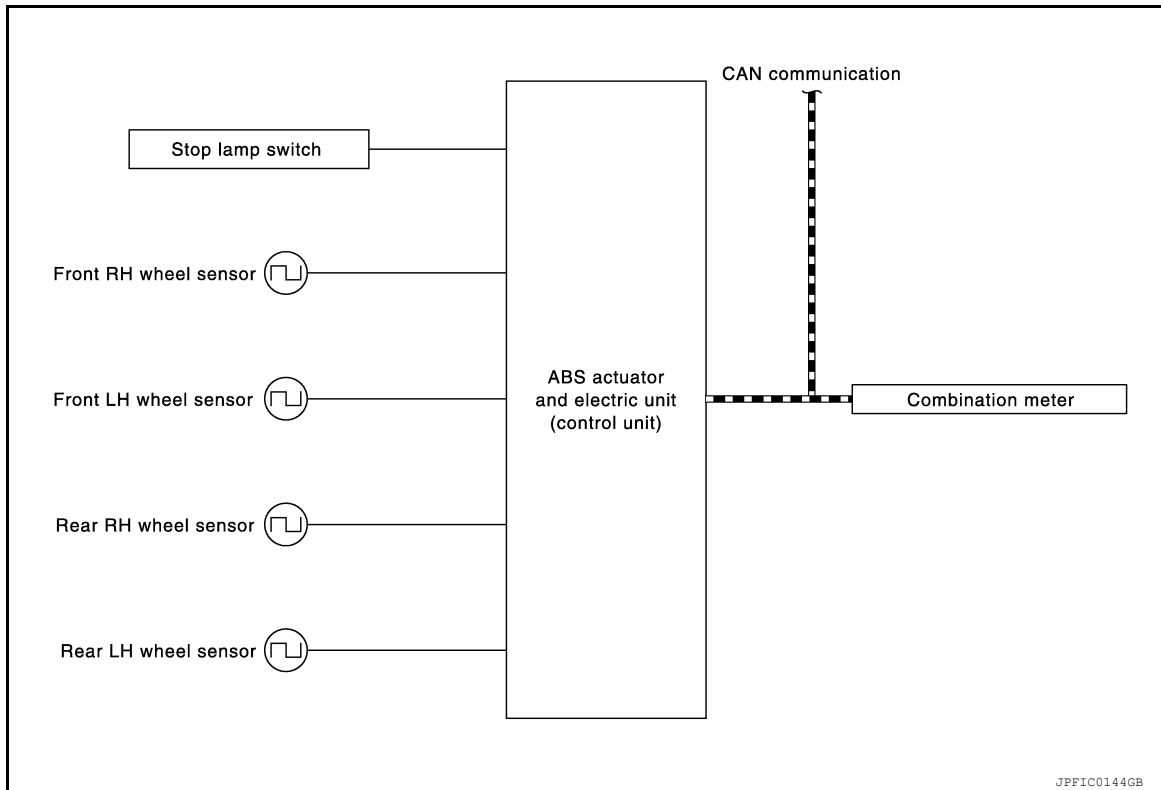 CAN communication
Stop lamp switch
Front RH wheel sensor
Front LH wheel sensor
ABS actuator
and electric unit
(control unit)
Combination meter
Rear RH wheel sensor
Rear LH wheel sensor
JPFIC0144GB